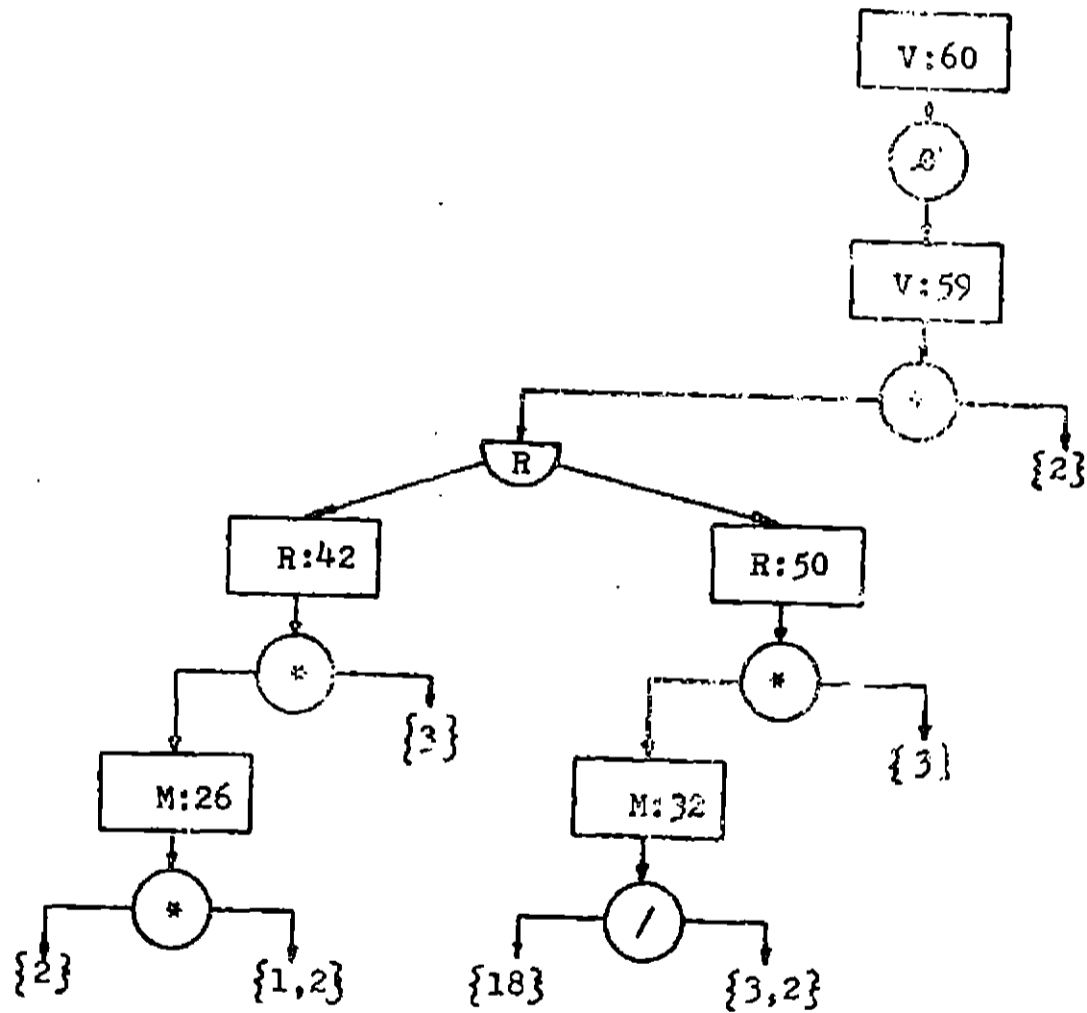 V:60
V:59
{2}
R
R:42
R:50
*
*
{3}
{3}
M:26
M:32
*
/
{2}
{1,2}
{18}
{3,2}